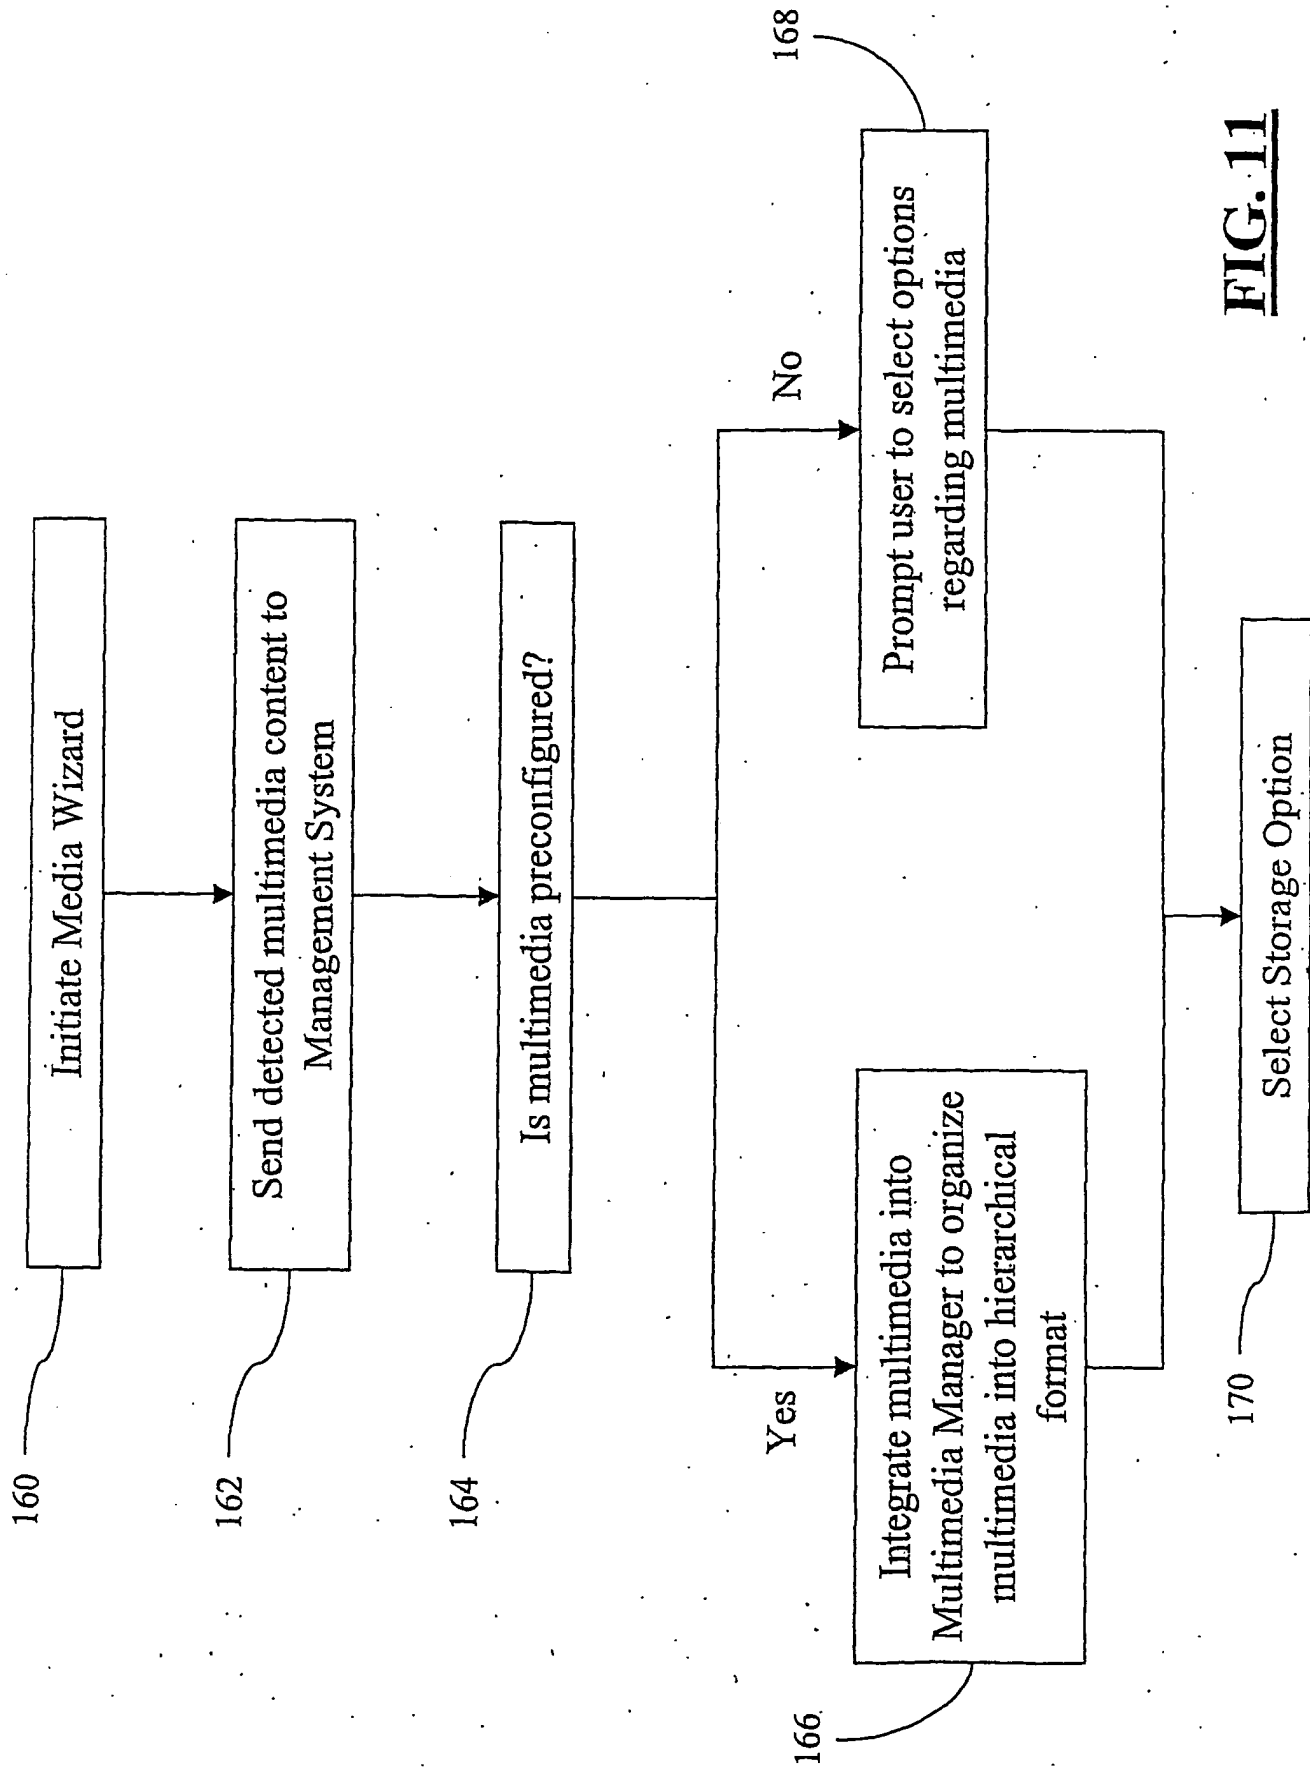 160
Initiate Media Wizard
162
Send detected multimedia content to
Management System
164
Is multimedia preconfigured?
Yes
No
166
Integrate multimedia into
Multimedia Manager to organize
multimedia into hierarchical
format
168
Prompt user to select options
regarding multimedia
170
Select Storage Option
FIG. 11